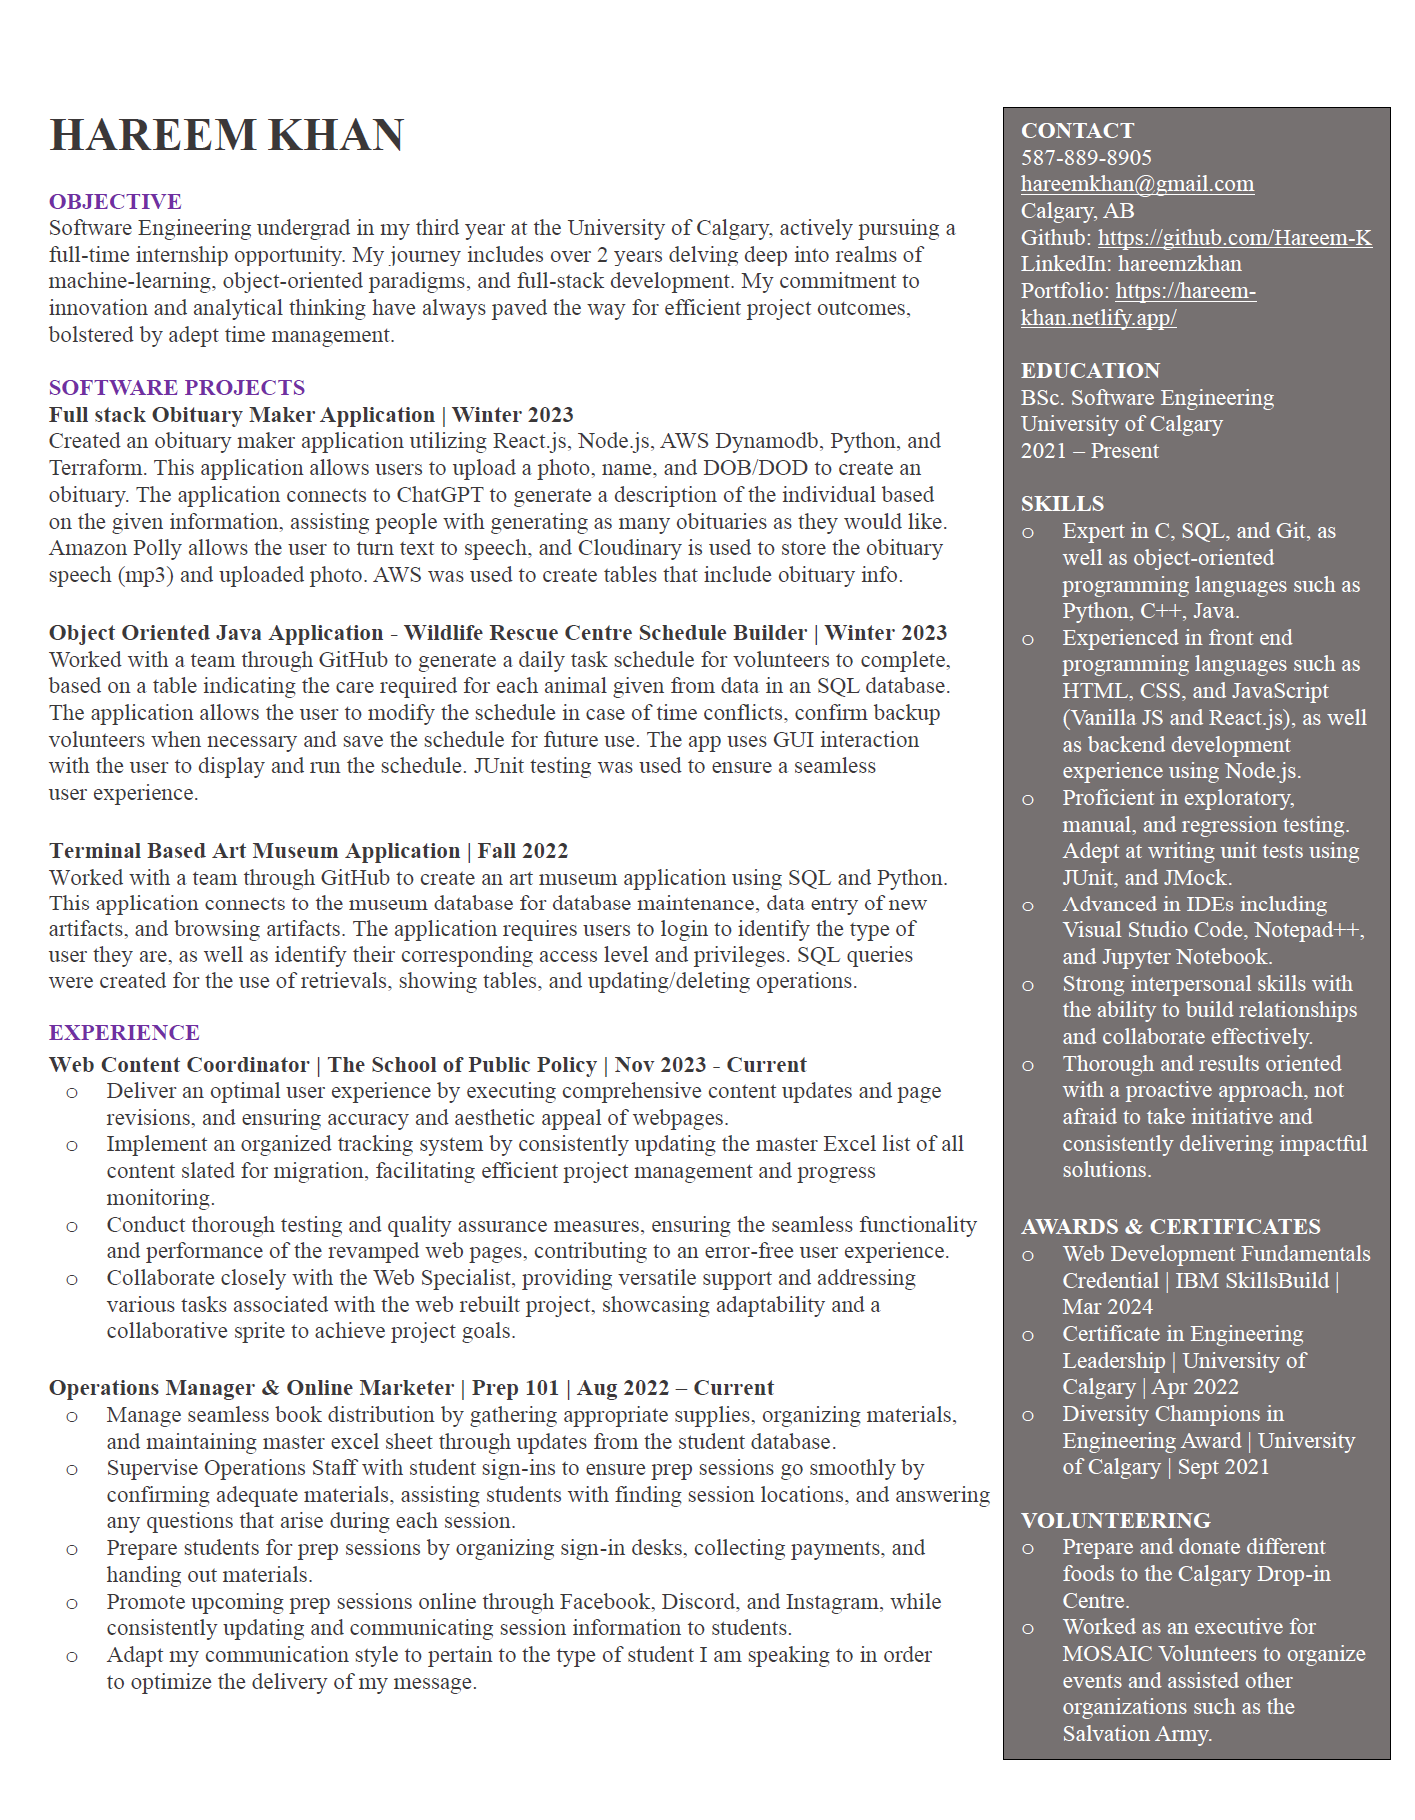 HAREEM KHAN
OBJECTIVE
Software Engineering undergrad in my third year at the University of Calgary, actively pursuing a
full-time internship opportunity. My journey includes over 2 years delving deep into realms of
machine-learning, object-oriented paradigms, and full-stack development. My commitment to
innovation and analytical thinking have always paved the way for efficient project outcomes,
bolstered by adept time management.
SOFTWARE PROJECTS
Full stack Obituary Maker Application | Winter 2023
Created an obituary maker application utilizing React.js, Node.js, AWS Dynamodb, Python, and
Terraform. This application allows users to upload a photo, name, and DOB/DOD to create an
obituary. The application connects to ChatGPT to generate a description of the individual based
on the given information, assisting people with generating as many obituaries as they would like.
Amazon Polly allows the user to turn text to speech, and Cloudinary is used to store the obituary
speech (mp3) and uploaded photo. AWS was used to create tables that include obituary info.
Object Oriented Java Application - Wildlife Rescue Centre Schedule Builder | Winter 2023
Worked with a team through GitHub to generate a daily task schedule for volunteers to complete,
based on a table indicating the care required for each animal given from data in an SQL database.
The application allows the user to modify the schedule in case of time conflicts, confirm backup
volunteers when necessary and save the schedule for future use. The app uses GUI interaction
with the user to display and run the schedule. JUnit testing was used to ensure a seamless
user experience.
Terminal Based Art Museum Application | Fall 2022
Worked with a team through GitHub to create an art museum application using SQL and Python.
This application connects to the museum database for database maintenance, data entry of new
artifacts, and browsing artifacts. The application requires users to login to identify the type of
user they are, as well as identify their corresponding access level and privileges. SQL queries
were created for the use of retrievals, showing tables, and updating/deleting operations.
EXPERIENCE
Web Content Coordinator | The School of Public Policy | Nov 2023 - Current
o Deliver an optimal user experience by executing comprehensive content updates and page
revisions, and ensuring accuracy and aesthetic appeal of webpages.
o Implement an organized tracking system by consistently updating the master Excel list of all
content slated for migration, facilitating efficient project management and progress
monitoring.
o Conduct thorough testing and quality assurance measures, ensuring the seamless functionality
and performance of the revamped web pages, contributing to an error-free user experience.
o Collaborate closely with the Web Specialist, providing versatile support and addressing
various tasks associated with the web rebuilt project, showcasing adaptability and a
collaborative sprite to achieve project goals.
Operations Manager & Online Marketer | Prep 101 | Aug 2022 – Current
o Manage seamless book distribution by gathering appropriate supplies, organizing materials,
and maintaining master excel sheet through updates from the student database.
o Supervise Operations Staff with student sign-ins to ensure prep sessions go smoothly by
confirming adequate materials, assisting students with finding session locations, and answering
any questions that arise during each session.
o Prepare students for prep sessions by organizing sign-in desks, collecting payments, and
handing out materials.
o Promote upcoming prep sessions online through Facebook, Discord, and Instagram, while
consistently updating and communicating session information to students.
o Adapt my communication style to pertain to the type of student I am speaking to in order
to optimize the delivery of my message.
CONTACT
587-889-8905
hareemkhan@gmail.com
Calgary, AB
Github: https://github.com/Hareem-K
LinkedIn: hareemzkhan
Portfolio: https://hareem-
khan.netlify.app/
EDUCATION
BSc. Software Engineering
University of Calgary
2021 – Present
SKILLS
o Expert in C, SQL, and Git, as
well as object-oriented
programming languages such as
Python, C++, Java.
o Experienced in front end
programming languages such as
HTML, CSS, and JavaScript
(Vanilla JS and React.js), as well
as backend development
experience using Node.js.
o Proficient in exploratory,
manual, and regression testing.
Adept at writing unit tests using
JUnit, and JMock.
o Advanced in IDEs including
Visual Studio Code, Notepad++,
and Jupyter Notebook.
o Strong interpersonal skills with
the ability to build relationships
and collaborate effectively.
o Thorough and results oriented
with a proactive approach, not
afraid to take initiative and
consistently delivering impactful
solutions.
AWARDS & CERTIFICATES
o Web Development Fundamentals
Credential | IBM SkillsBuild |
Mar 2024
o Certificate in Engineering
Leadership | University of
Calgary | Apr 2022
o Diversity Champions in
Engineering Award | University
of Calgary | Sept 2021
VOLUNTEERING
o Prepare and donate different
foods to the Calgary Drop-in
Centre.
o Worked as an executive for
MOSAIC Volunteers to organize
events and assisted other
organizations such as the
Salvation Army.